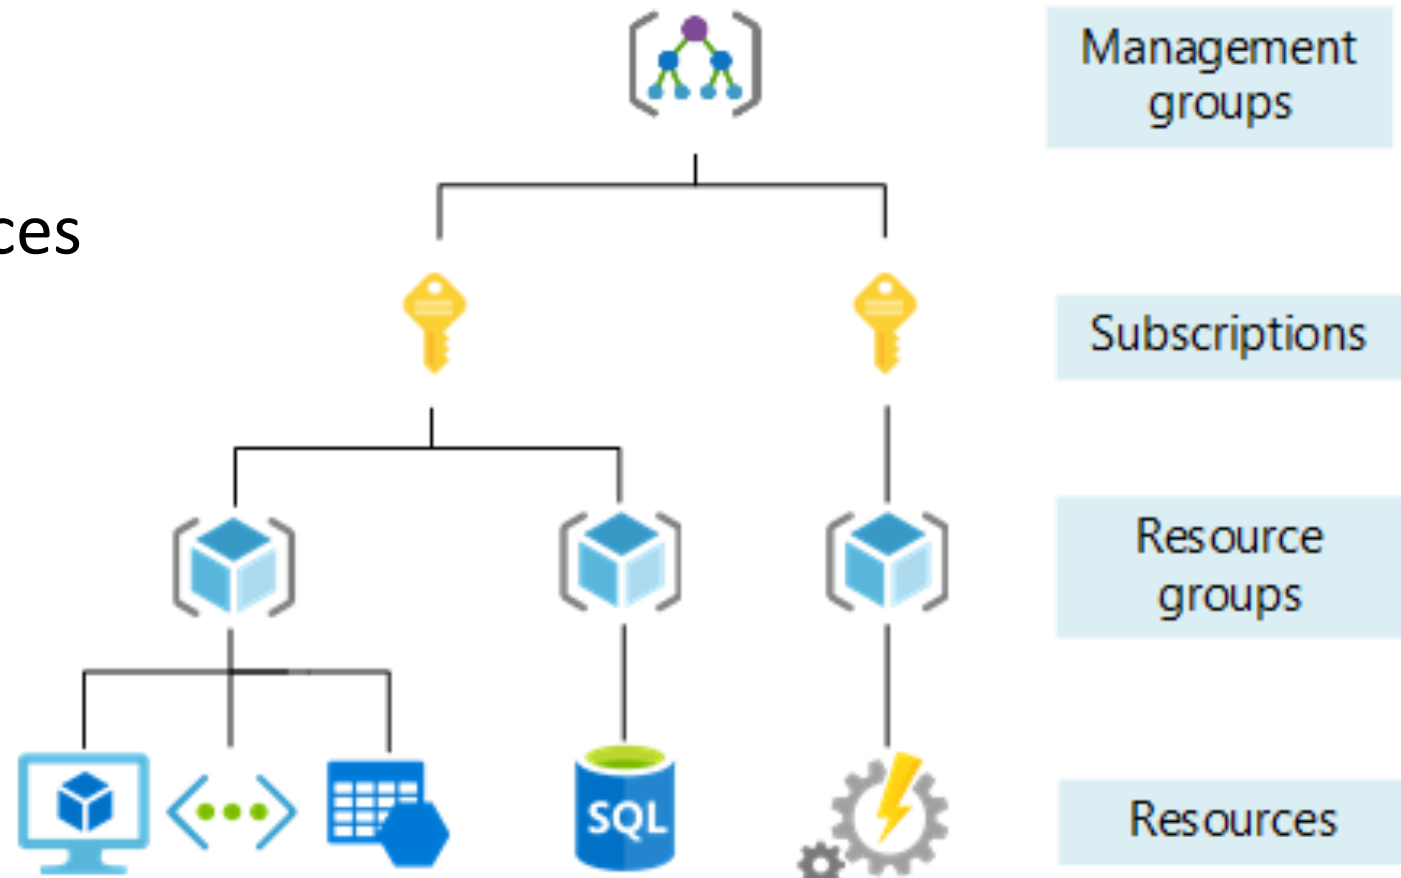 Management
groups
ces
Subscriptions
Resource
groups
SQL
Resources